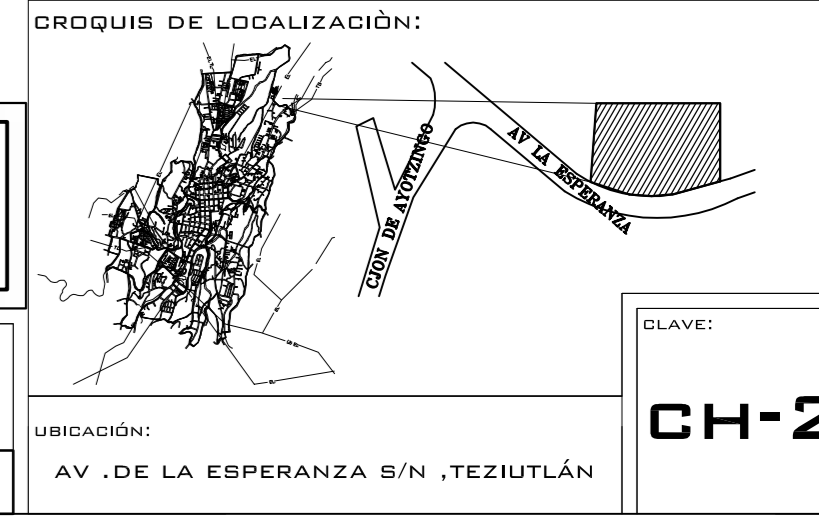 CROQUIS DE LOCALIZACIÒN:
CJON DE AYOTZINGO
AV LA ESPERANZA
CLAVE:
CH-2
UBICACIÓN:
AV .DE LA ESPERANZA S/N ,TEZIUTLÁN